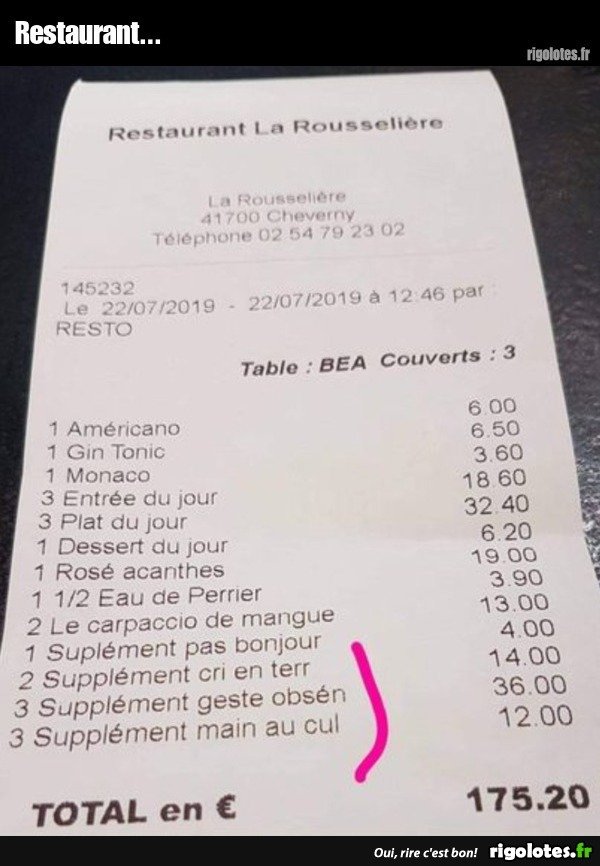 Restaurant...
rigolotes.fr
Restaurant La Rousselière
La Rousselière
41700 Cheverny
Téléphone 02 54 79 23 02
145232
Le 22/07/2019 - 22/07/2019 à 12:46 par :
RESTO
Table : BEA Couverts : 3
1 Américano 6.00
1 Gin Tonic 6.50
1 Monaco 3.60
3 Entrée du jour 18.60
3 Plat du jour 32.40
1 Dessert du jour 6.20
1 Rosé acanthes 19.00
1 1/2 Eau de Perrier 3.90
2 Le carpaccio de mangue 13.00
1 Suplément pas bonjour 4.00
2 Supplément cri en terr 14.00
3 Supplément geste obsén 36.00
3 Supplément main au cul 12.00
TOTAL en € 175.20
Oui, rire c'est bon! rigolotes.fr